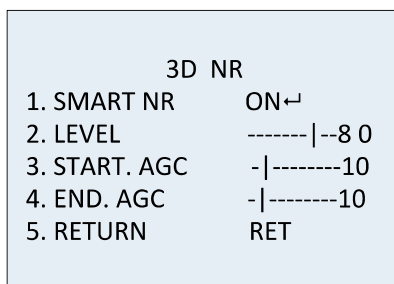 3D NR
1. SMART NR ON↵
2. LEVEL -------|--8 0
3. START. AGC -|--------10
4. END. AGC -|--------10
5. RETURN RET